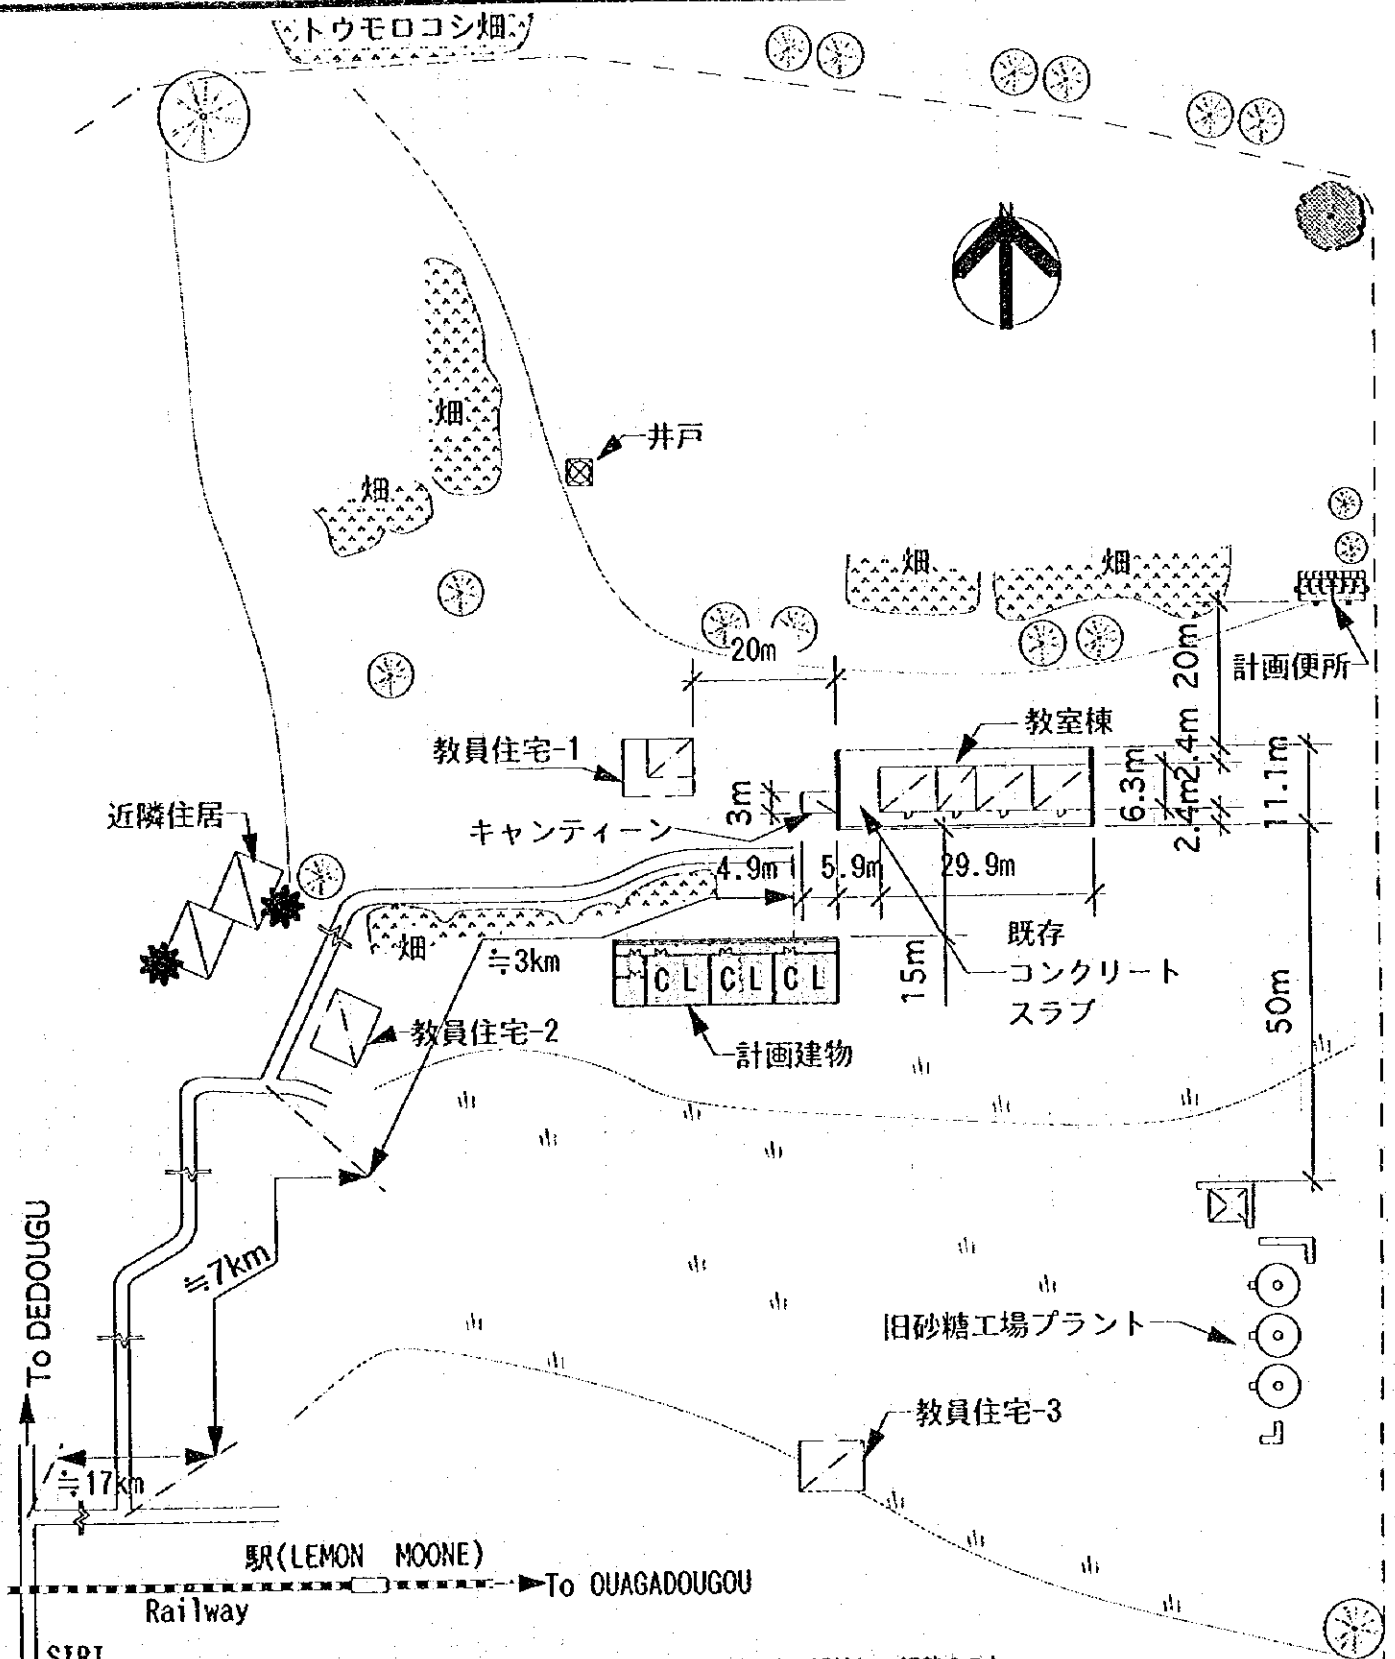 トウモロコシ畑
N
畑
井戸
畑
畑
畑
20m
20m
計画便所
教室棟
教員住宅-1
2.4m
6.3m
11.1m
3m
2.4m
近隣住居
キャンティーン
4.9m
5.9m
29.9m
既存
コンクリート
スラブ
畑
≒3km
15m
C L
C L
C L
50m
教員住宅-2
計画建物
To DEDOUGU
≒7km
旧砂糖工場プラント
教員住宅-3
≒17km
駅(LEMON MOONE)
To OUAGADOUGOU
Railway